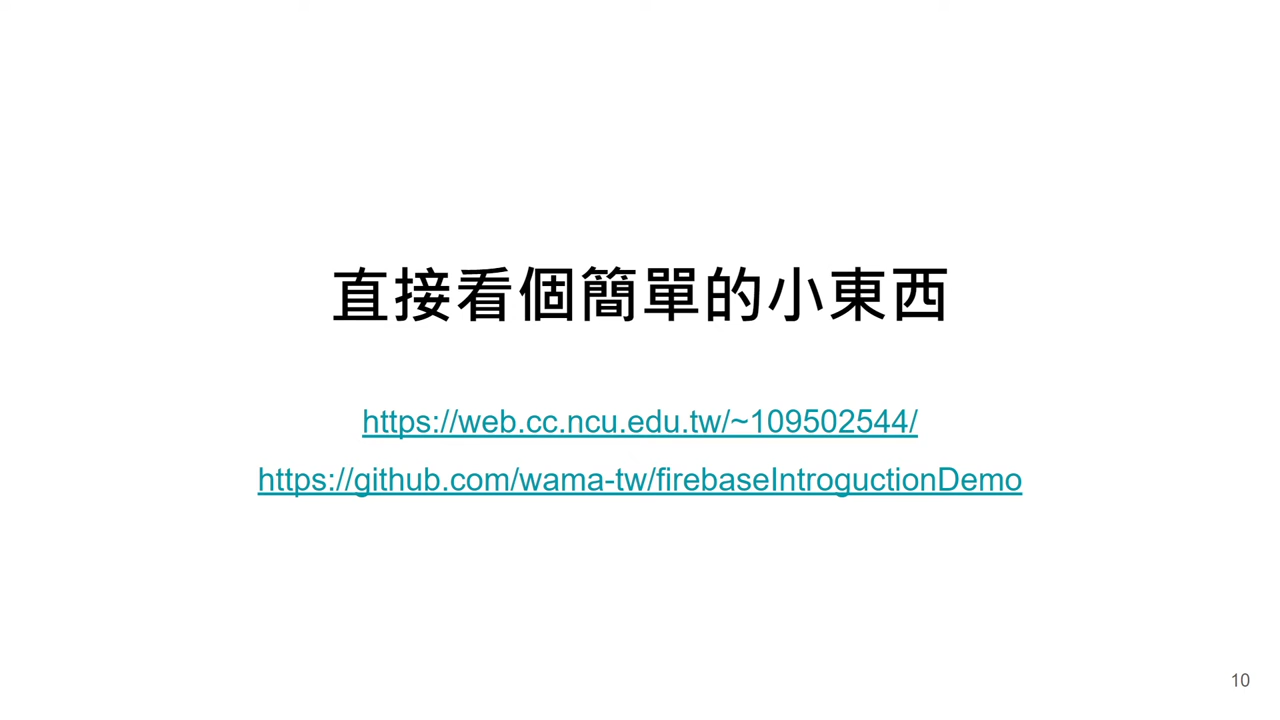 直接看個簡單的小東西
https://web.cc.ncu.edu.tw/~109502544/
https://github.com/wama-tw/firebaseIntroguctionDemo
10